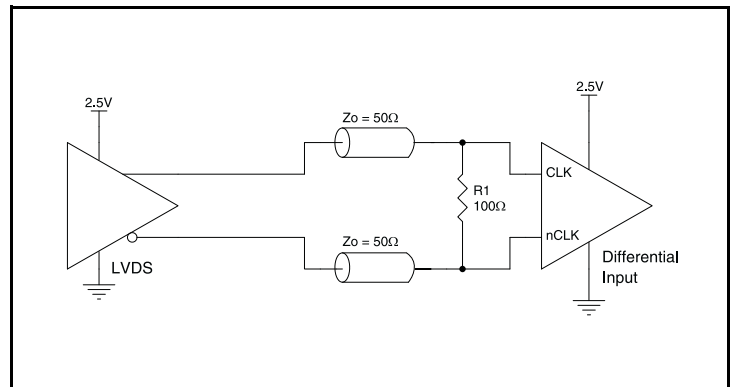 2.5V
2.5V
Zo = 50Ω
CLK
R1
100Ω
nCLK
Zo = 50Ω
LVDS
Differential
Input